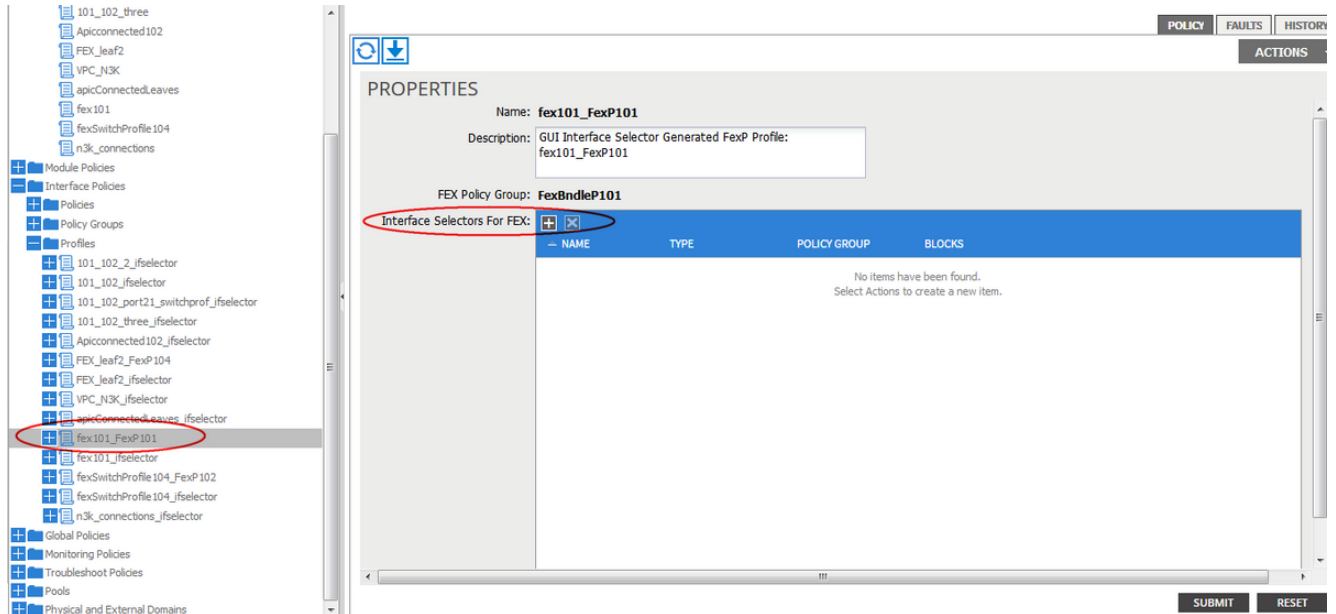 101_102_three
Apicconnected102
FEX_leaf2
VPC_N3K
apicConnectedLeaves
fex101
fexSwitchProfile104
n3k_connections
Module Policies
Interface Policies
Policies
Policy Groups
Profiles
101_102_2_ifselector
101_102_ifselector
101_102_port21_switchprof_ifselector
101_102_three_ifselector
Apicconnected102_ifselector
FEX_leaf2_FexP104
FEX_leaf2_ifselector
VPC_N3K_ifselector
apicConnectedLeaves_ifselector
fex101_FexP101
fex101_ifselector
fexSwitchProfile104_FexP102
fexSwitchProfile104_ifselector
n3k_connections_ifselector
Global Policies
Monitoring Policies
Troubleshoot Policies
Pools
Physical and External Domains
POLICY FAULTS HISTORY
ACTIONS
PROPERTIES
Name: fex101_FexP101
Description: GUI Interface Selector Generated FexP Profile:
fex101_FexP101
FEX Policy Group: FexBndleP101
Interface Selectors For FEX:
NAME TYPE POLICY GROUP BLOCKS
No items have been found.
Select Actions to create a new item.
SUBMIT RESET